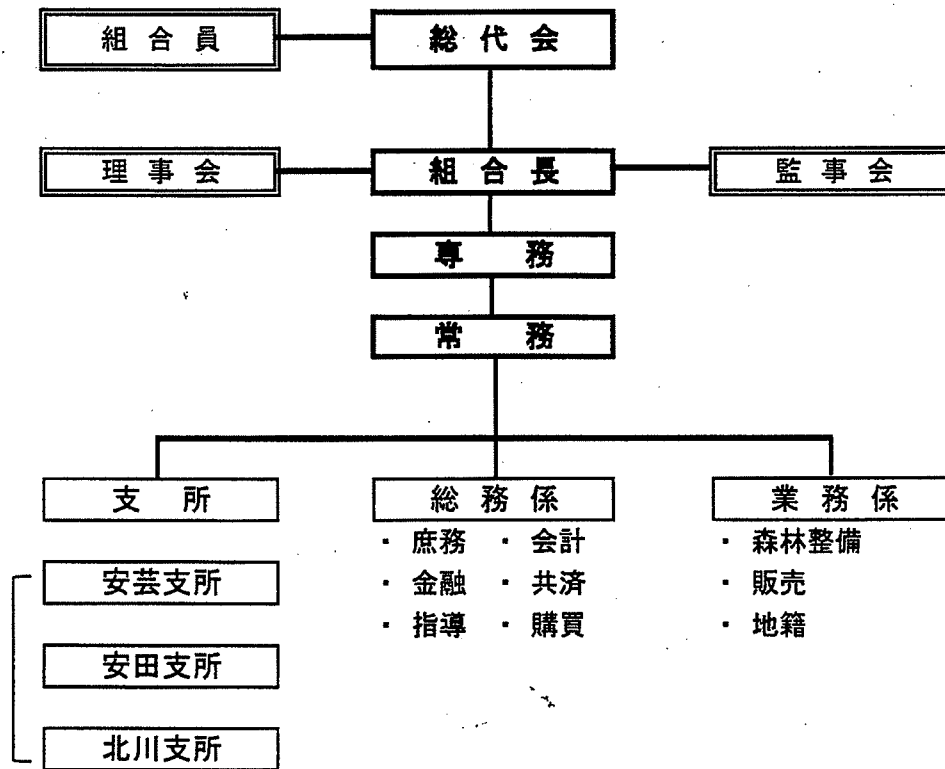 組合員 総代会
理事会 組合長 監事会
専務
常務
支所 総務係 業務係
・庶務 ・会計 ・森林整備
安芸支所 ・金融 ・共済 ・販売
・指導 ・購買 ・地籍
安田支所
北川支所